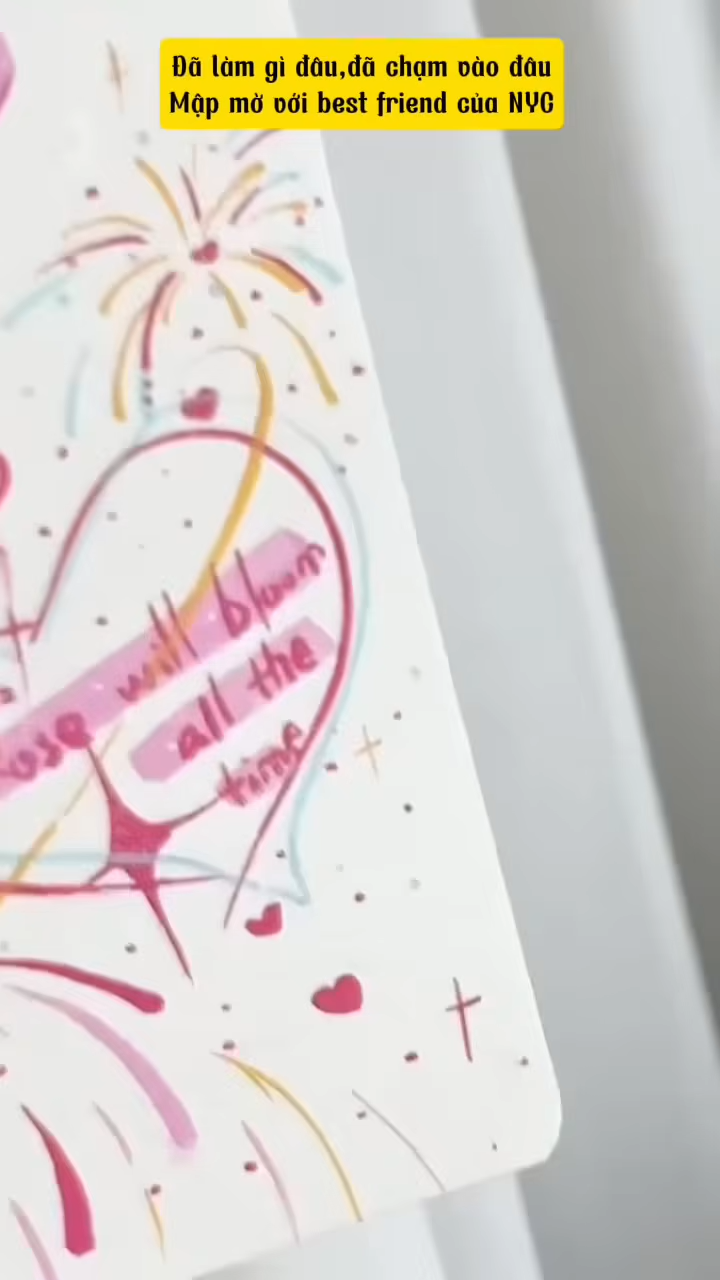 Đã làm gì đâu,đã chạm vào đâu
Mập mờ với best friend của NYC
will bloom
all the
time